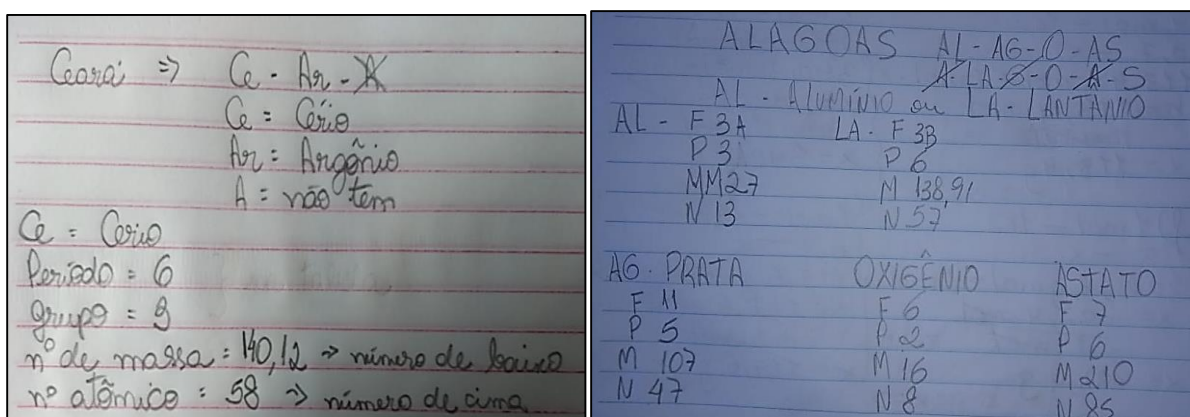 Ceará ⇒ Ce - Ar - A
Ce = Cério
Ar = Argônio
A = não tem
Ce = Cerio
Período = 6
grupo = 3
nº de massa = 140,12 → número de baixo
nº atômico = 58 → número de cima
ALAGOAS AL - AG - O - AS
A - LA - G - O - A - S
AL - ALUMÍNIO ou LA - LANTÂNIO
AL - F 3A LA - F 3B
P 3 P 6
MM 27 M 138,91
N 13 N 57
AG - PRATA OXIGÊNIO ASTATO
F 11 F 6 F 7
P 5 P 2 P 6
M 107 M 16 M 210
N 47 N 8 N 85